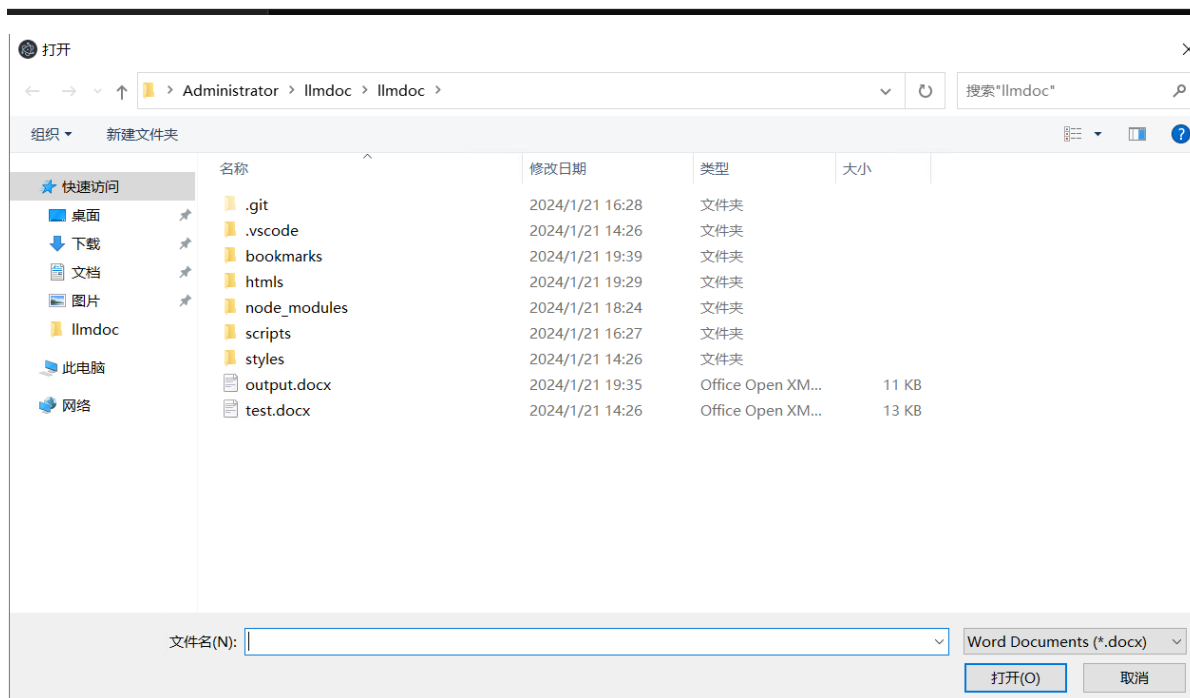 打开
Administrator > llmdoc > llmdoc >
搜索"llmdoc"
组织 新建文件夹
名称 修改日期 类型 大小
快速访问
桌面
下载
文档
图片
llmdoc
此电脑
网络
.git 2024/1/21 16:28 文件夹
.vscode 2024/1/21 14:26 文件夹
bookmarks 2024/1/21 19:39 文件夹
htmls 2024/1/21 19:29 文件夹
node_modules 2024/1/21 18:24 文件夹
scripts 2024/1/21 16:27 文件夹
styles 2024/1/21 14:26 文件夹
output.docx 2024/1/21 19:35 Office Open XM... 11 KB
test.docx 2024/1/21 14:26 Office Open XM... 13 KB
文件名(N):
Word Documents (*.docx)
打开(O) 取消